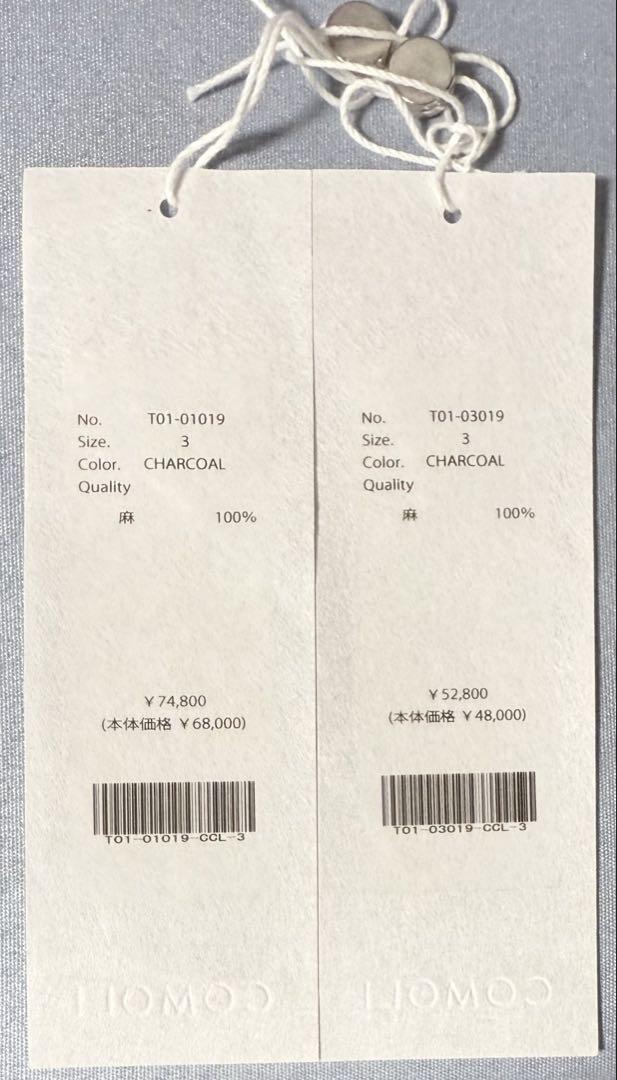 No. T01-01019
Size. 3
Color. CHARCOAL
Quality
麻 100%
￥74,800
(本体価格 ￥68,000)
T01-01019-CCL-3
COMOLI
No. T01-03019
Size. 3
Color. CHARCOAL
Quality
麻 100%
￥52,800
(本体価格 ￥48,000)
T01-03019-CCL-3
COMOLI